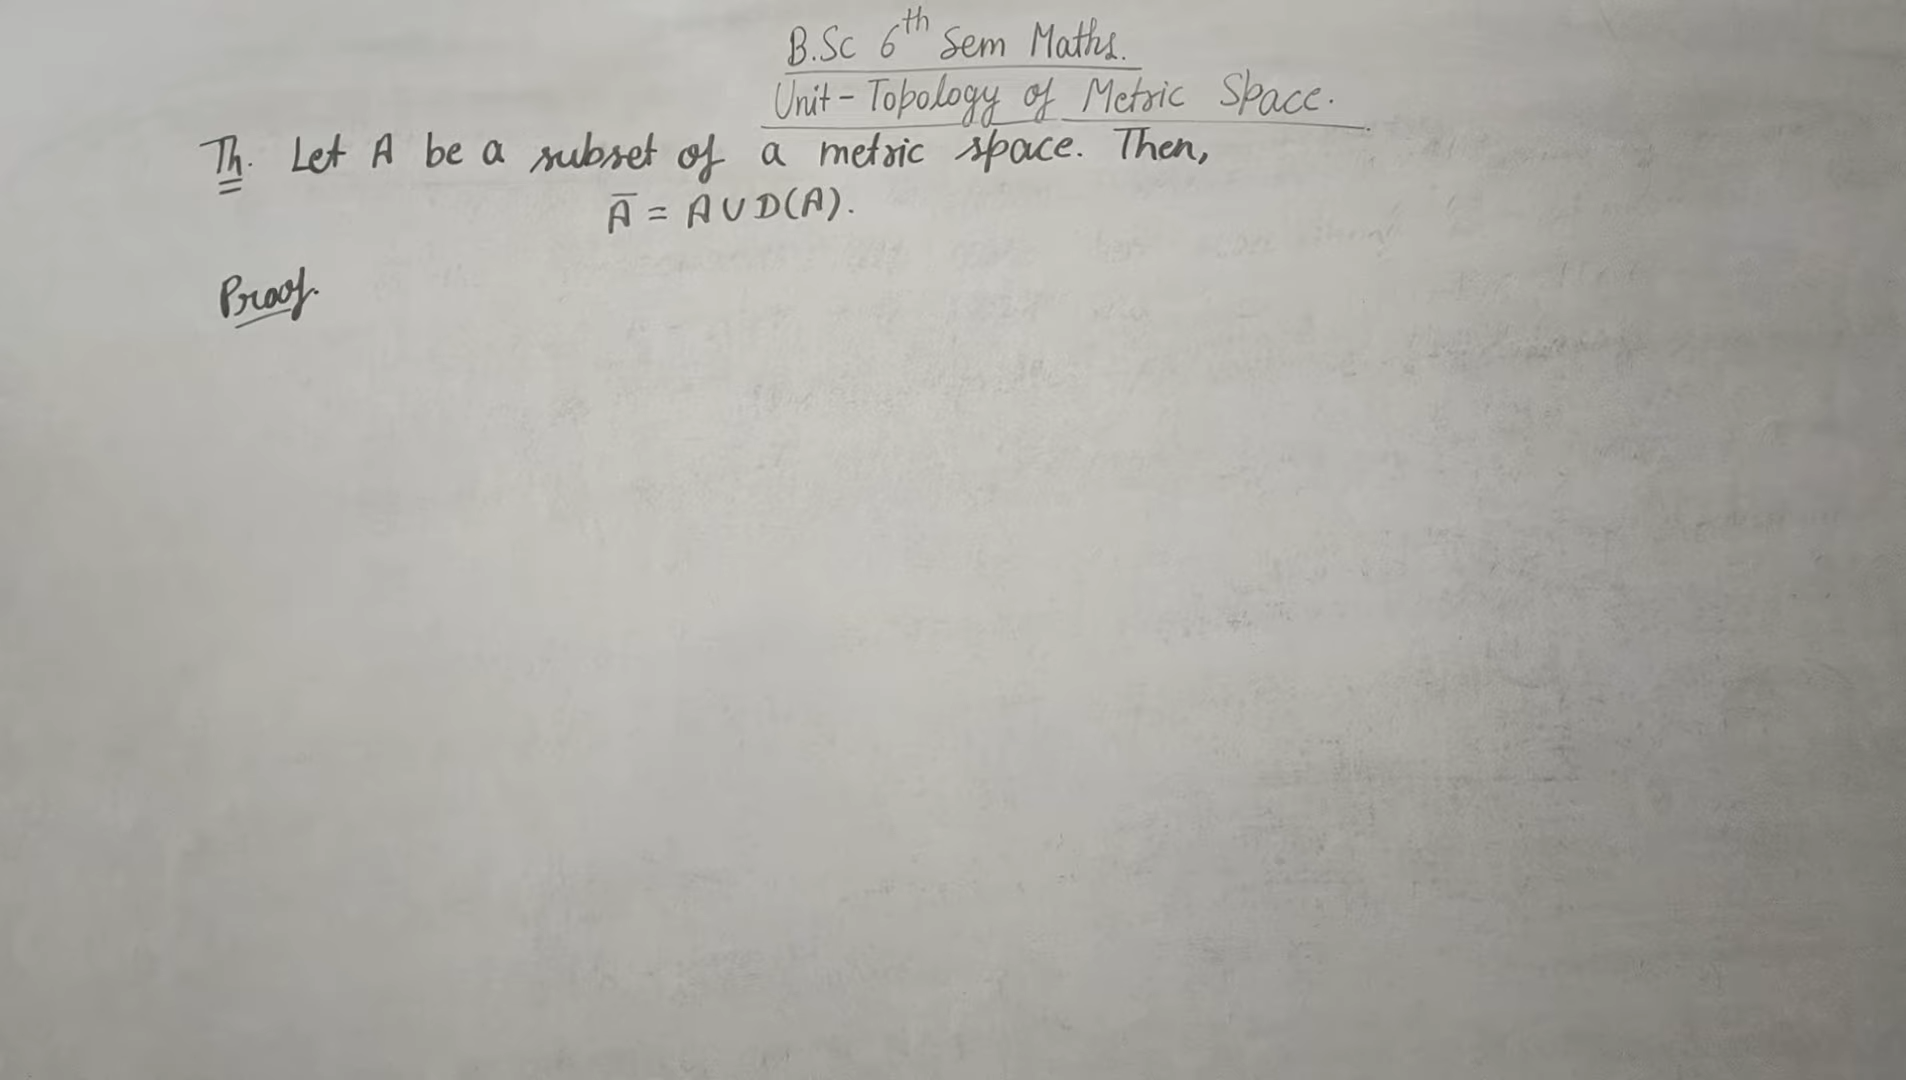 B.Sc 6th Sem Maths.
Unit - Topology of Metric Space.
Th. Let A be a subset of a metric space. Then,
Ā = A ∪ D(A).
Proof.